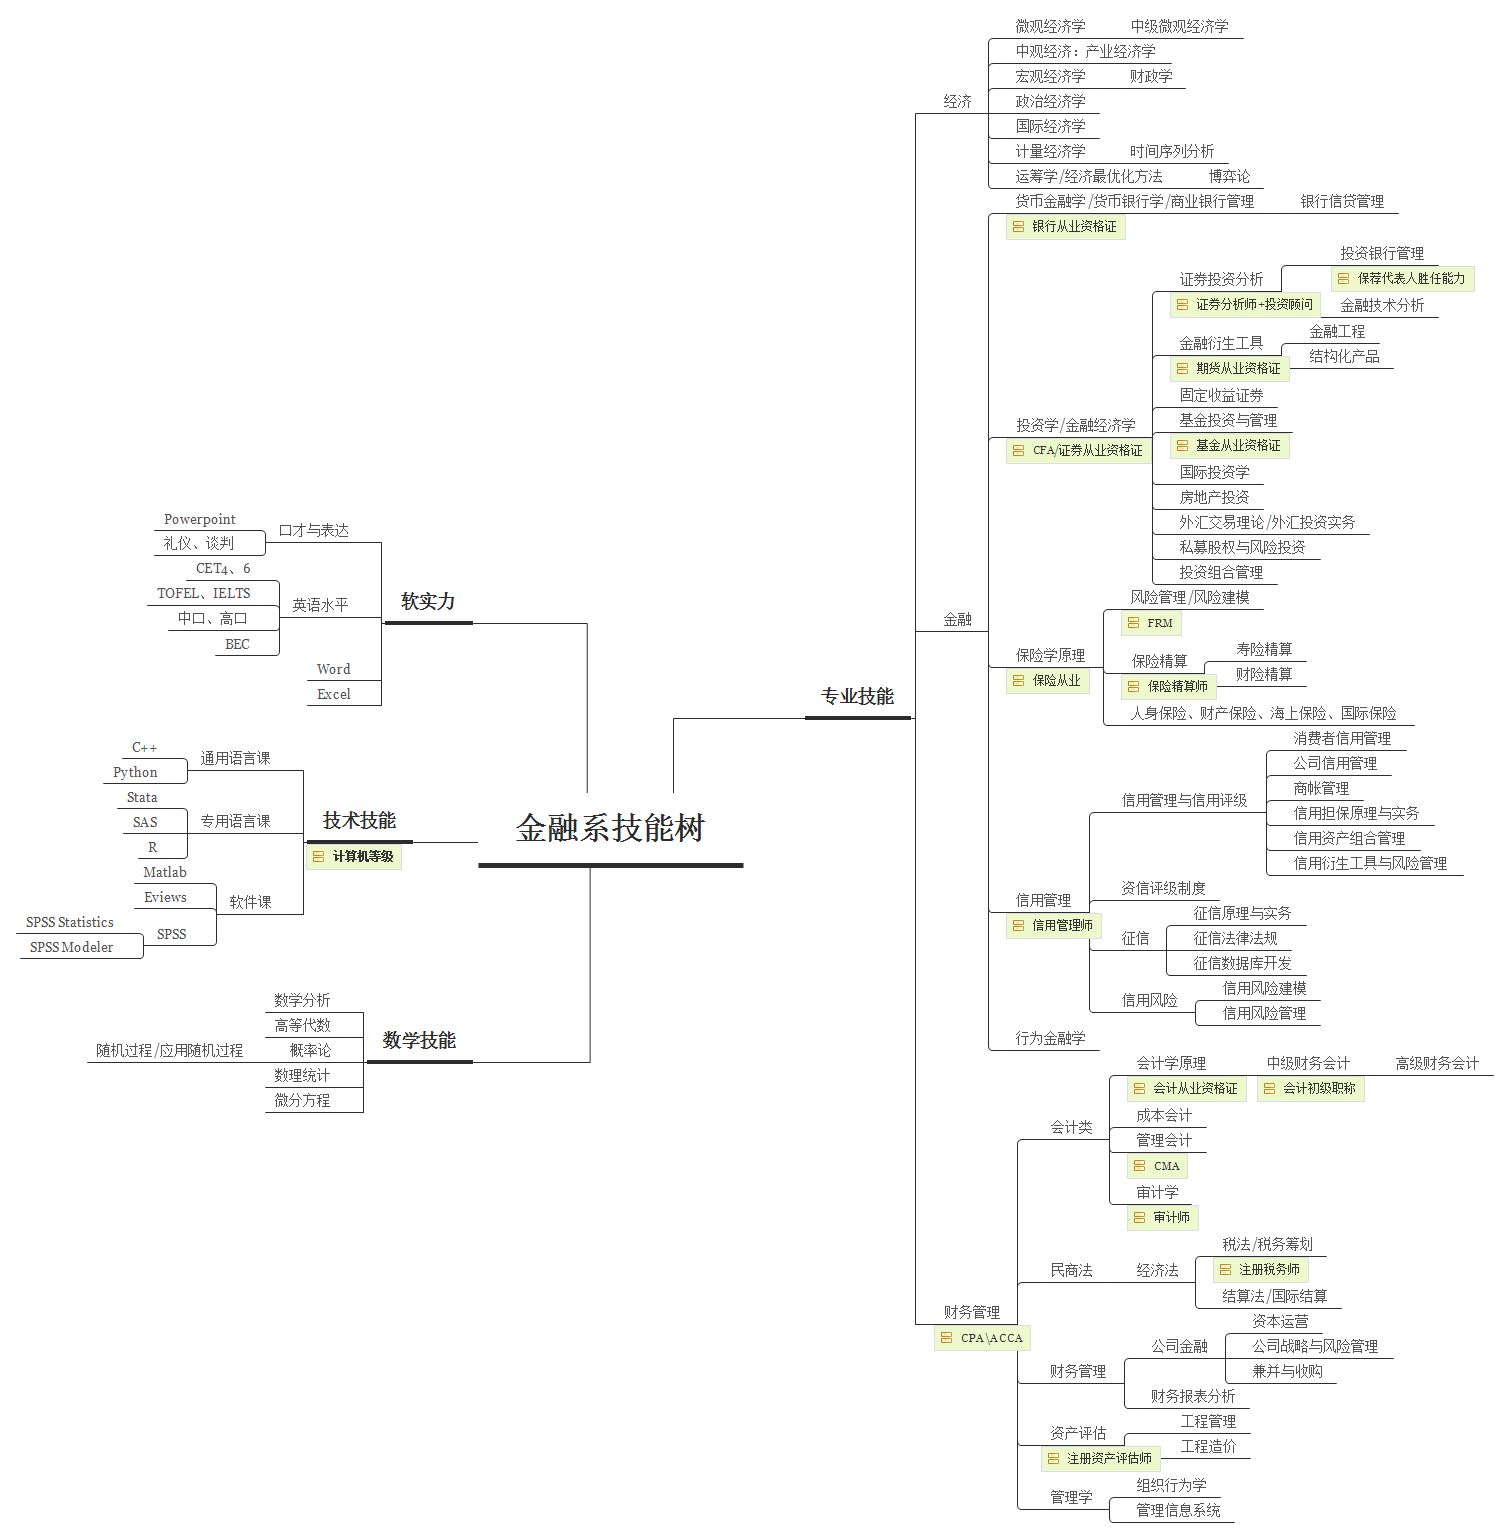 金融系技能树
专业技能
经济
微观经济学
中级微观经济学
中观经济：产业经济学
宏观经济学
财政学
政治经济学
国际经济学
计量经济学
时间序列分析
运筹学/经济最优化方法
博弈论
金融
货币金融学/货币银行学/商业银行管理
银行从业资格证
银行信贷管理
投资学/金融经济学
CFA/证券从业资格证
证券投资分析
证券分析师+投资顾问
投资银行管理
保荐代表人胜任能力
金融技术分析
金融衍生工具
期货从业资格证
金融工程
结构化产品
固定收益证券
基金投资与管理
基金从业资格证
国际投资学
房地产投资
外汇交易理论/外汇投资实务
私募股权与风险投资
投资组合管理
保险学原理
保险从业
风险管理/风险建模
FRM
保险精算
保险精算师
寿险精算
财险精算
人身保险、财产保险、海上保险、国际保险
信用管理
信用管理师
信用管理与信用评级
消费者信用管理
公司信用管理
商帐管理
信用担保原理与实务
信用资产组合管理
信用衍生工具与风险管理
资信评级制度
征信
征信原理与实务
征信法律法规
征信数据库开发
信用风险
信用风险建模
信用风险管理
行为金融学
财务管理
CPA\ACCA
会计类
会计学原理
会计从业资格证
中级财务会计
会计初级职称
高级财务会计
成本会计
管理会计
CMA
审计学
审计师
民商法
经济法
税法/税务筹划
注册税务师
结算法/国际结算
财务管理
公司金融
资本运营
公司战略与风险管理
兼并与收购
财务报表分析
资产评估
注册资产评估师
工程管理
工程造价
管理学
组织行为学
管理信息系统
软实力
口才与表达
Powerpoint
礼仪、谈判
英语水平
CET4、6
TOFEL、IELTS
中口、高口
BEC
Word
Excel
技术技能
计算机等级
通用语言课
C++
Python
专用语言课
Stata
SAS
R
软件课
Matlab
Eviews
SPSS
SPSS Statistics
SPSS Modeler
数学技能
数学分析
高等代数
概率论
随机过程/应用随机过程
数理统计
微分方程